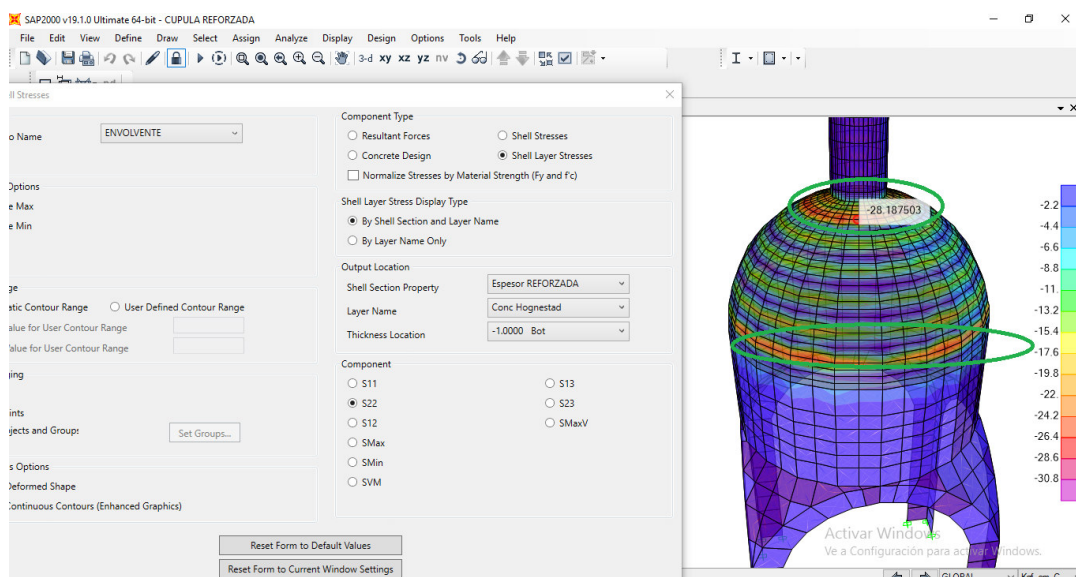 SAP2000 v19.1.0 Ultimate 64-bit - CUPULA REFORZADA
File Edit View Define Draw Select Assign Analyze Display Design Options Tools Help
3-d xy xz yz nv
ll Stresses
o Name
ENVOLVENTE
Options
e Max
e Min
ge
atic Contour Range
User Defined Contour Range
alue for User Contour Range
Value for User Contour Range
ging
ints
jects and Groups
Set Groups...
s Options
Deformed Shape
Continuous Contours (Enhanced Graphics)
Component Type
Resultant Forces
Shell Stresses
Concrete Design
Shell Layer Stresses
Normalize Stresses by Material Strength (Fy and f'c)
Shell Layer Stress Display Type
By Shell Section and Layer Name
By Layer Name Only
Output Location
Shell Section Property
Espesor REFORZADA
Layer Name
Conc Hognestad
Thickness Location
-1.0000 Bot
Component
S11
S13
S22
S23
S12
SMaxV
SMax
SMin
SVM
Reset Form to Default Values
Reset Form to Current Window Settings
-28.187503
-2.2
-4.4
-6.6
-8.8
-11.
-13.2
-15.4
-17.6
-19.8
-22.
-24.2
-26.4
-28.6
-30.8
Activar Windows
Ve a Configuración para activar Windows.
GLOBAL